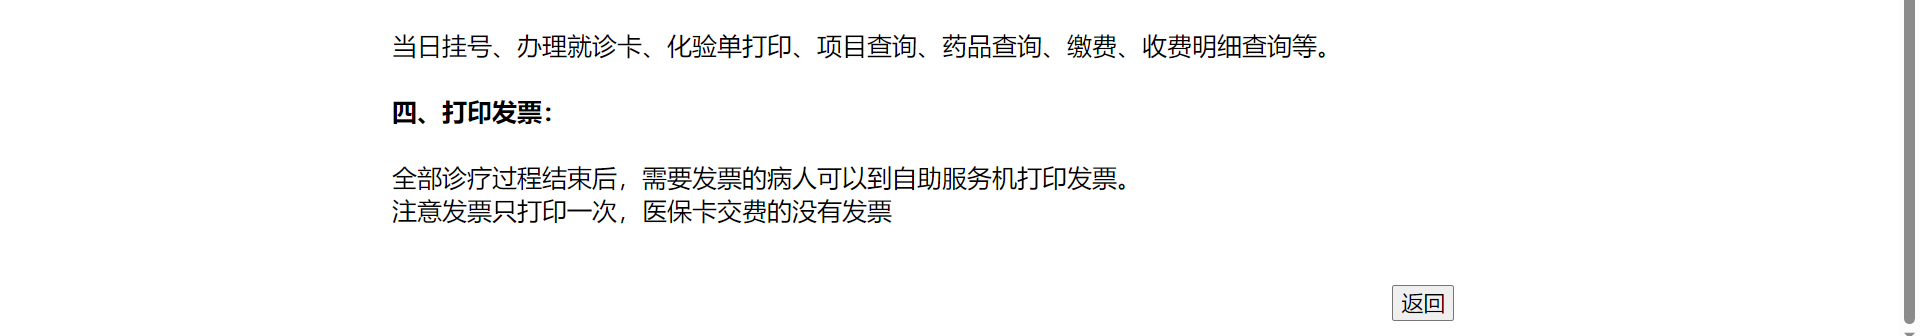 当日挂号、办理就诊卡、化验单打印、项目查询、药品查询、缴费、收费明细查询等。
四、打印发票：
全部诊疗过程结束后，需要发票的病人可以到自助服务机打印发票。
注意发票只打印一次，医保卡交费的没有发票
返回